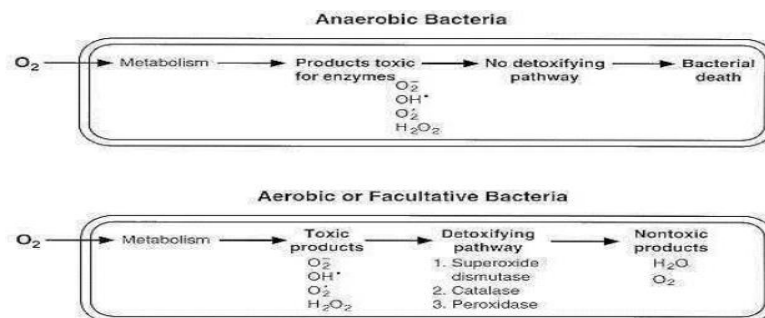 Anaerobic Bacteria
O₂ Metabolism Products toxic No detoxifying Bacterial
for enzymes pathway death
O₂⁻
OH•
O₂•
H₂O₂
Aerobic or Facultative Bacteria
O₂ Metabolism Toxic Detoxifying Nontoxic
products pathway products
O₂⁻ 1. Superoxide H₂O
OH• dismutase O₂
O₂• 2. Catalase
H₂O₂ 3. Peroxidase